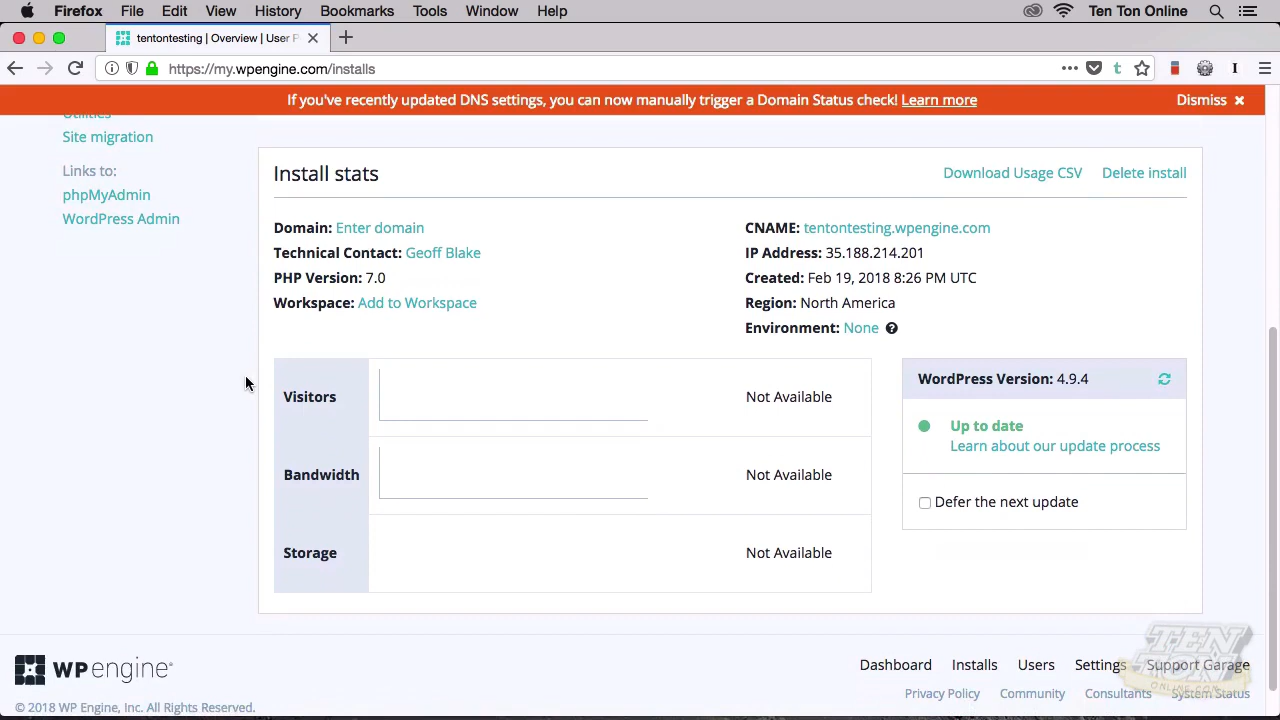 Firefox File Edit View History Bookmarks Tools Window Help Ten Ton Online
tentontesting | Overview | User P
https://my.wpengine.com/installs
If you've recently updated DNS settings, you can now manually trigger a Domain Status check! Learn more Dismiss
Utilities
Site migration
Links to:
phpMyAdmin
WordPress Admin
Install stats Download Usage CSV Delete install
Domain: Enter domain CNAME: tentontesting.wpengine.com
Technical Contact: Geoff Blake IP Address: 35.188.214.201
PHP Version: 7.0 Created: Feb 19, 2018 8:26 PM UTC
Workspace: Add to Workspace Region: North America
Environment: None ?
Visitors Not Available
Bandwidth Not Available
Storage Not Available
WordPress Version: 4.9.4
Up to date
Learn about our update process
Defer the next update
WP engine
Dashboard Installs Users Settings Support Garage
Privacy Policy Community Consultants System Status
© 2018 WP Engine, Inc. All Rights Reserved.
TEN TON
ONLINE.COM